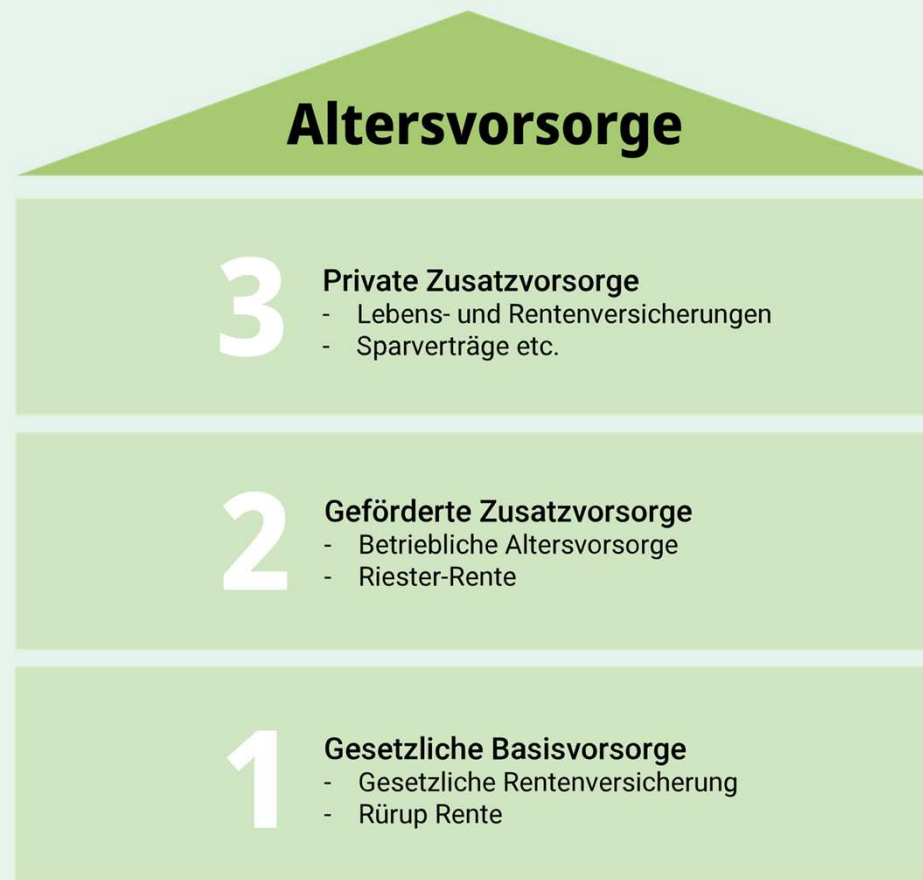 Altersvorsorge
3
Private Zusatzvorsorge
- Lebens- und Rentenversicherungen
- Sparverträge etc.
2
Geförderte Zusatzvorsorge
- Betriebliche Altersvorsorge
- Riester-Rente
1
Gesetzliche Basisvorsorge
- Gesetzliche Rentenversicherung
- Rürup Rente